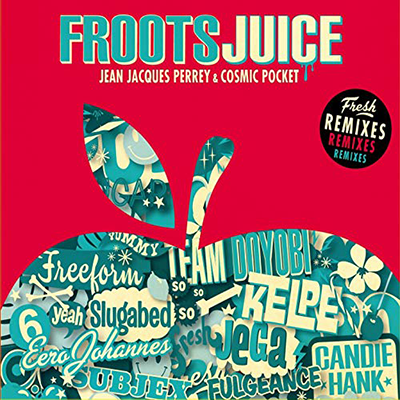 FROOTSJUICE
JEAN JACQUES PERREY & COSMIC POCKET
Fresh
REMIXES
REMIXES
REMIXES
YUMMY
Freeform
TEAM
DOYOBI
SO
SO
SO
KELPE
6
yeah
Slugabed
fresh
Jega
Eero Johannes
CANDIE
HANK
SUBJEX
FULGEANCE